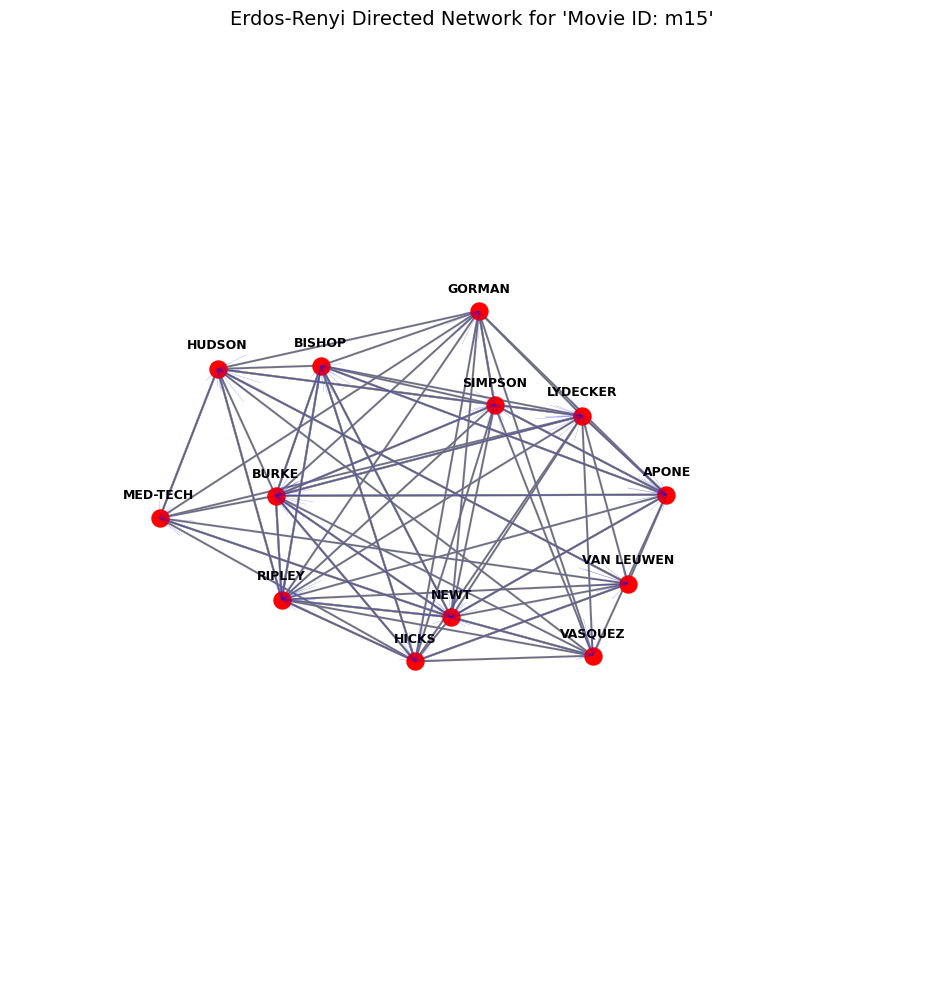 Erdos-Renyi Directed Network for 'Movie ID: m15'
GORMAN
HUDSON
BISHOP
SIMPSON
LYDECKER
BURKE
APONE
MED-TECH
VAN LEUWEN
RIPLEY
NEWT
HICKS
VASQUEZ